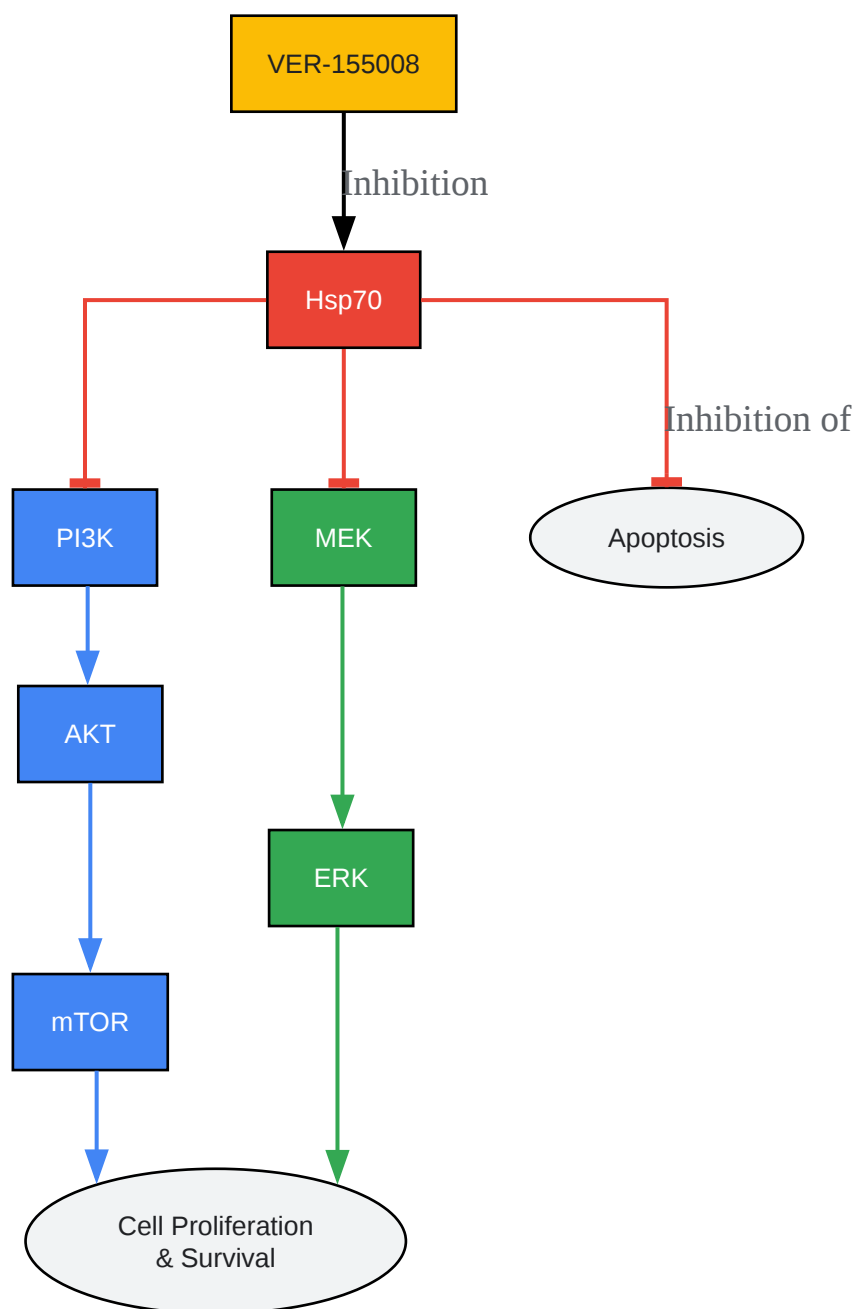 VER-155008
Inhibition
Hsp70
Inhibition of
PI3K
MEK
Apoptosis
AKT
ERK
mTOR
Cell Proliferation
& Survival